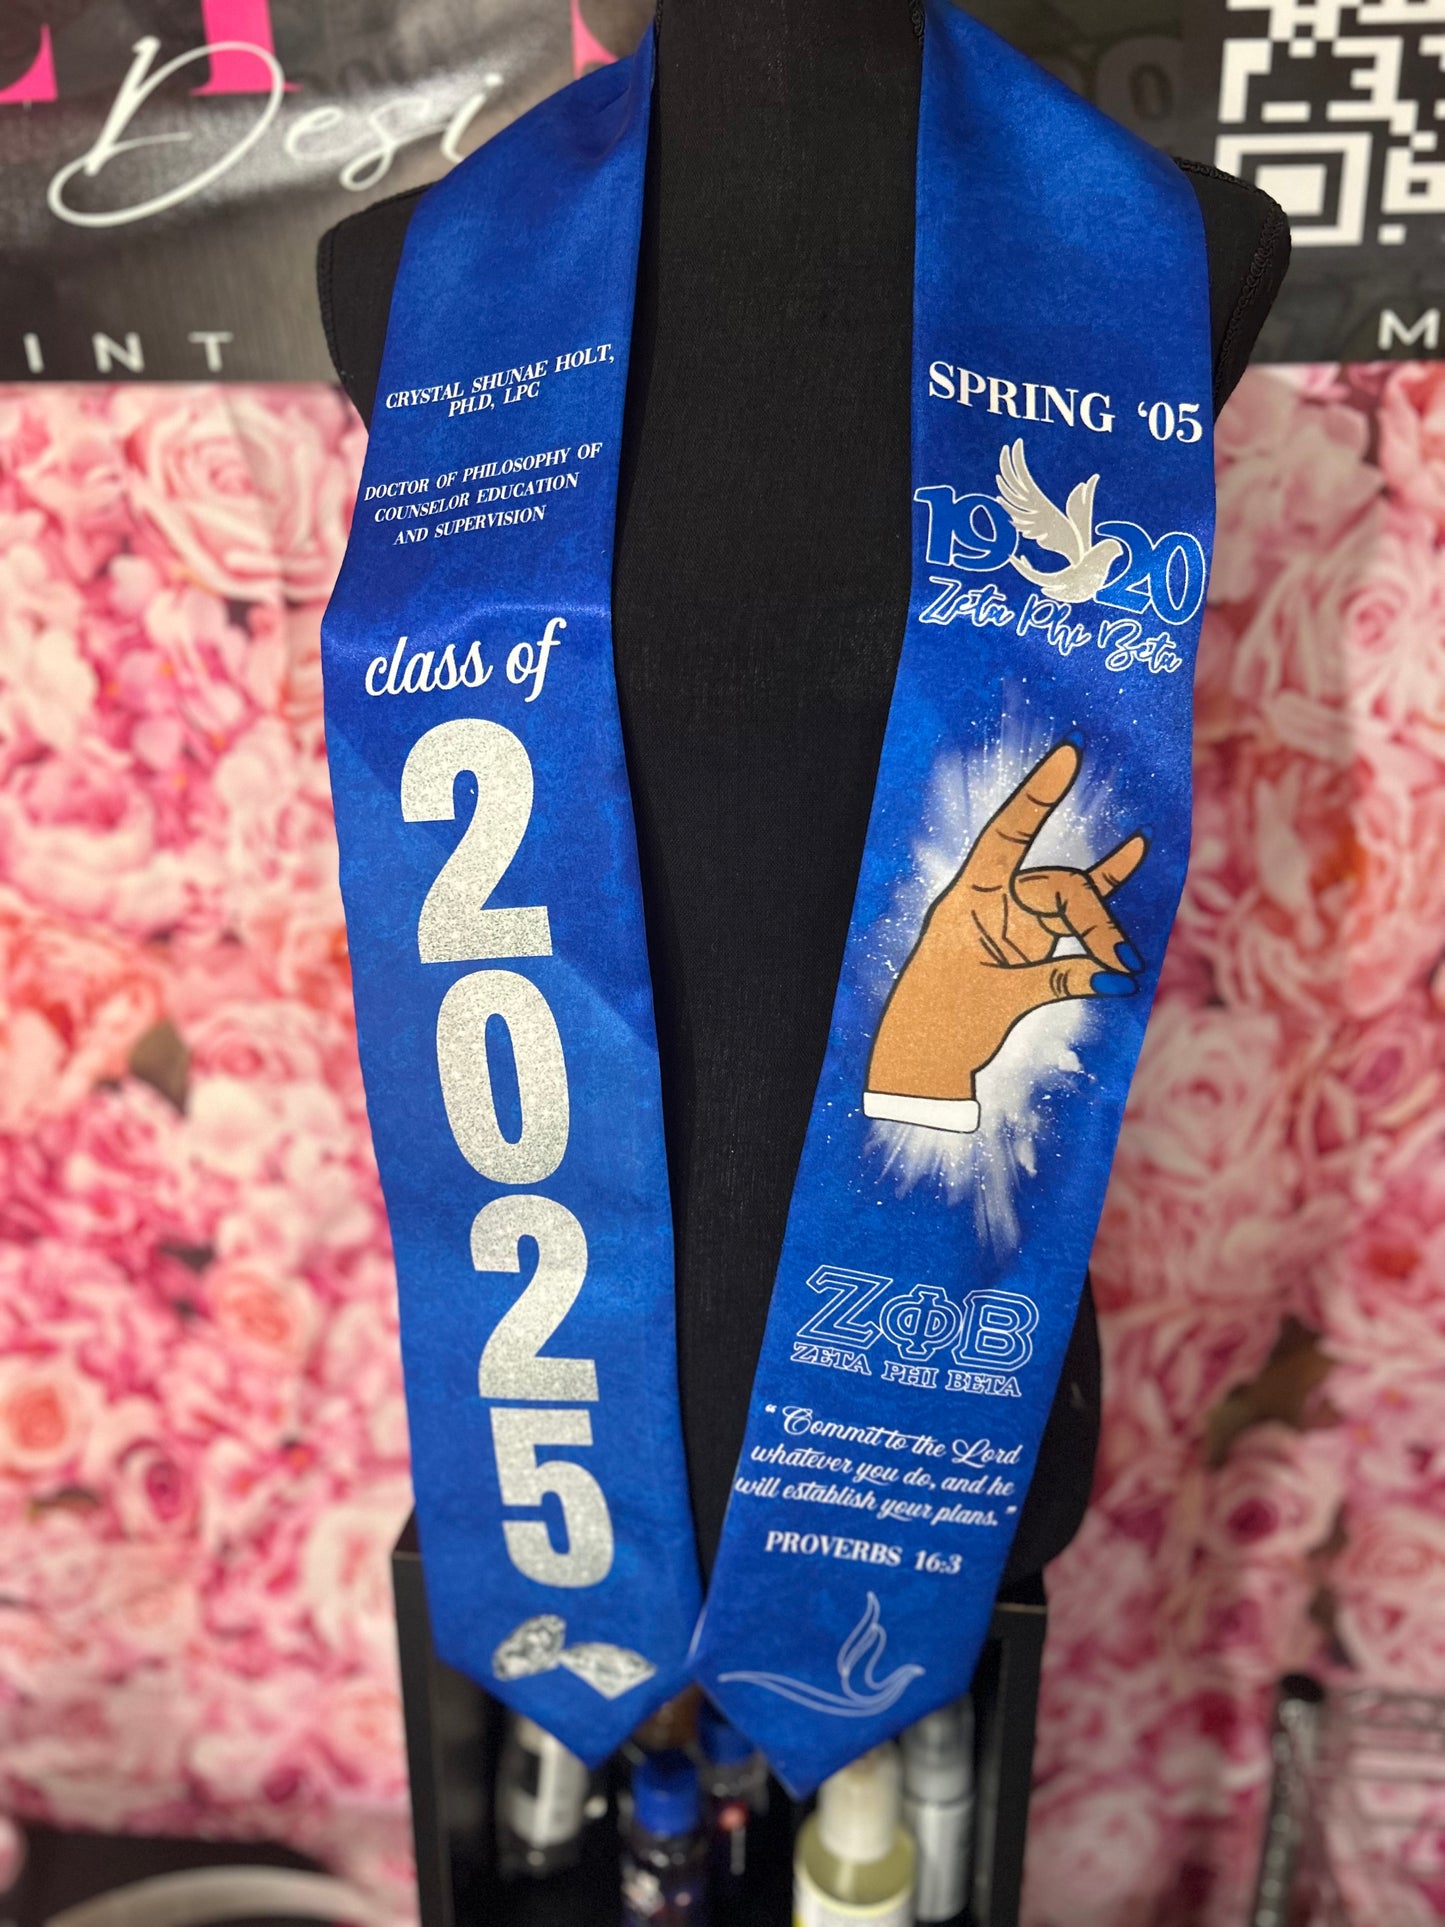 Desi
INT
M
CRYSTAL SHUNAE HOLT,
PH.D, LPC
DOCTOR OF PHILOSOPHY OF
COUNSELOR EDUCATION
AND SUPERVISION
class of
2025
SPRING ‘05
1920
Zeta Phi Beta
ΖΦΒ
ZETA PHI BETA
“Commit to the Lord
whatever you do, and he
will establish your plans.”
PROVERBS 16:3